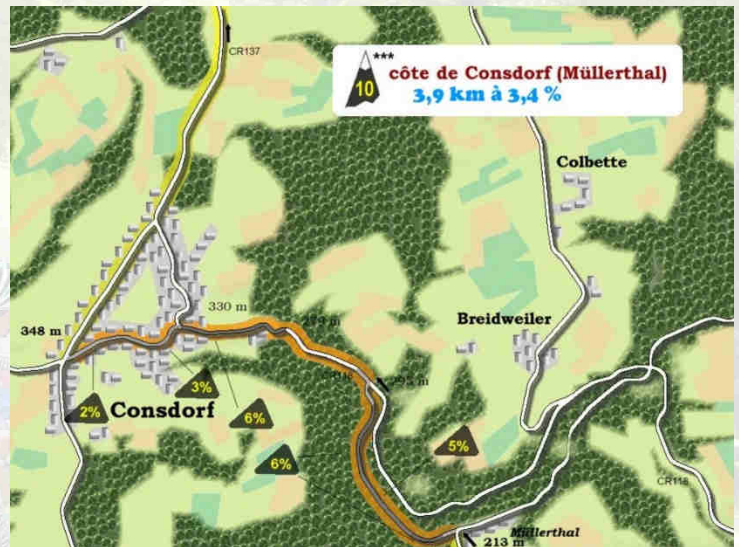 CR137
***
10
côte de Consdorf (Müllerthal)
3,9 km à 3,4 %
Colbette
330 m
348 m
Breidweiler
3%
2%
Consdorf
6%
5%
6%
CR118
Müllerthal
213 m